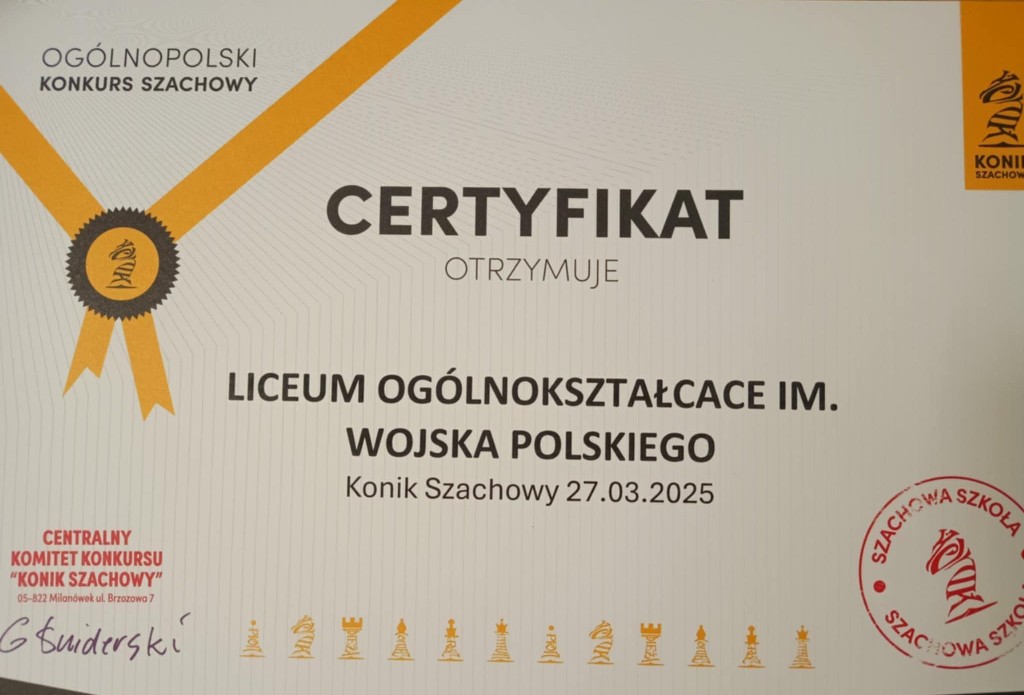 OGÓLNOPOLSKI
KONKURS SZACHOWY
KONIK
SZACHOWY
CERTYFIKAT
OTRZYMUJE
LICEUM OGÓLNOKSZTAŁCACE IM.
WOJSKA POLSKIEGO
Konik Szachowy 27.03.2025
CENTRALNY
KOMITET KONKURSU
"KONIK SZACHOWY"
05-822 Milanówek ul. Brzozowa 7
G Świderski
SZACHOWA SZKOŁA
SZACHOWA SZKOŁA